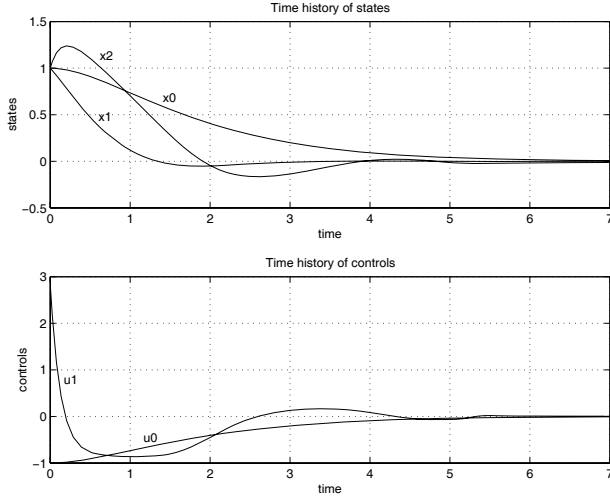 Time history of states
1.5
1
0.5
0
−0.5
states
x2
x0
x1
0 1 2 3 4 5 6 7
time
Time history of controls
3
2
1
0
−1
controls
u1
u0
0 1 2 3 4 5 6 7
time